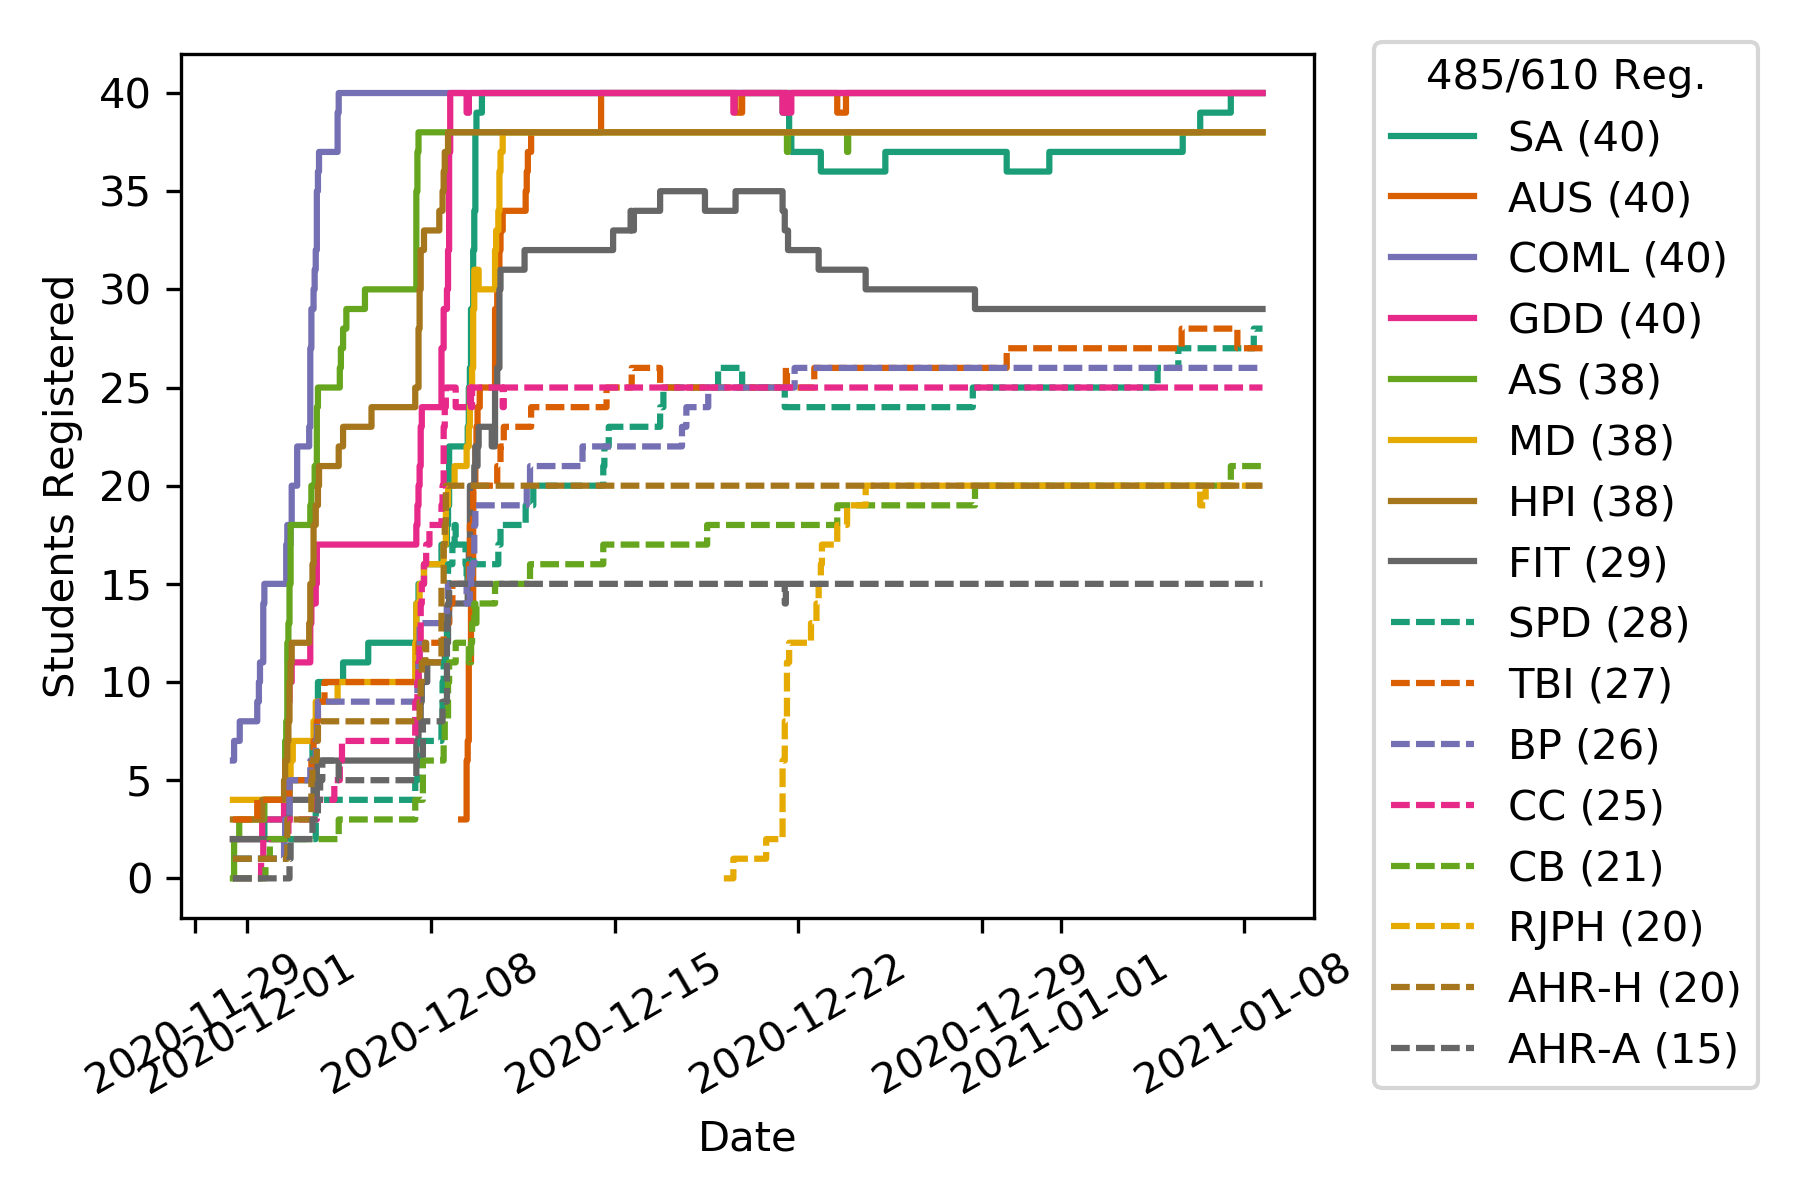 40
35
30
25
20
15
10
5
0
Students Registered
2020-11-29
2020-12-01
2020-12-08
2020-12-15
2020-12-22
2020-12-29
2021-01-01
2021-01-08
Date
485/610 Reg.
SA (40)
AUS (40)
COML (40)
GDD (40)
AS (38)
MD (38)
HPI (38)
FIT (29)
SPD (28)
TBI (27)
BP (26)
CC (25)
CB (21)
RJPH (20)
AHR-H (20)
AHR-A (15)